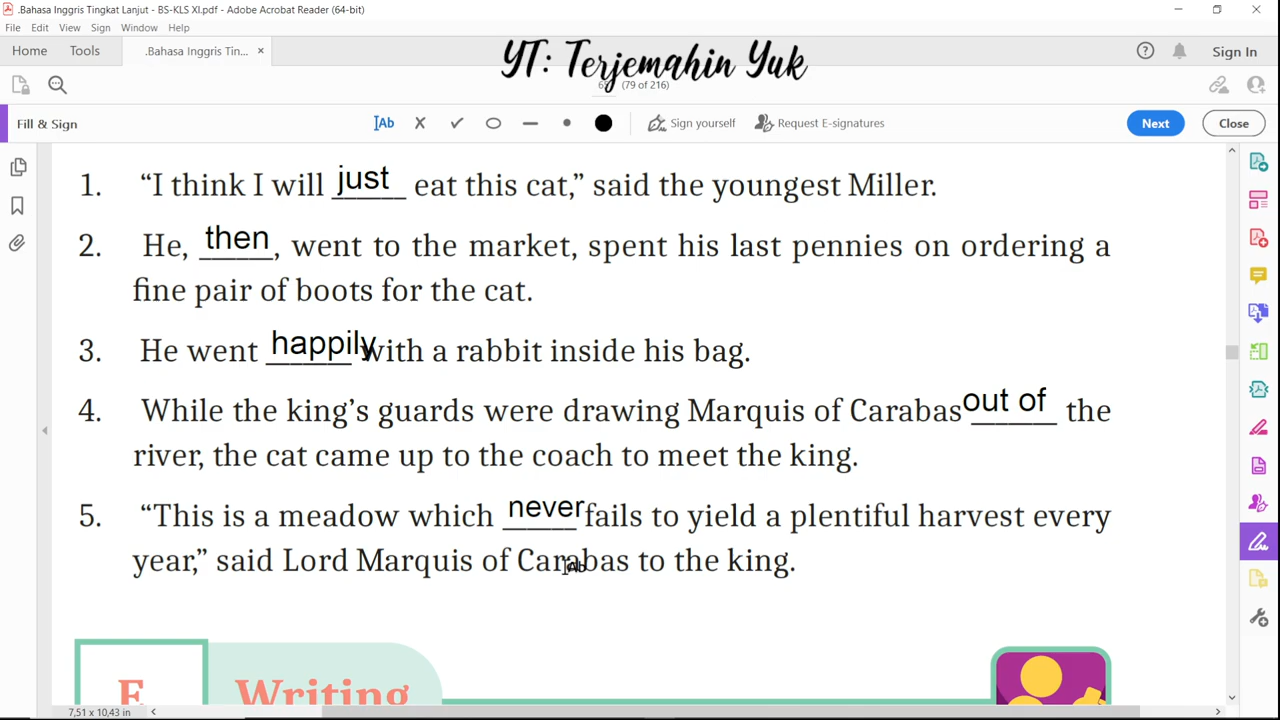 .Bahasa Inggris Tingkat Lanjut - BS-KLS XI.pdf - Adobe Acrobat Reader (64-bit)
File Edit View Sign Window Help
Home Tools .Bahasa Inggris Tin... × Sign In
YT: Terjemahin Yuk
(79 of 216)
Fill & Sign IAb Sign yourself Request E-signatures Next Close
1. “I think I will just eat this cat,” said the youngest Miller.
2. He, then, went to the market, spent his last pennies on ordering a
fine pair of boots for the cat.
3. He went happily with a rabbit inside his bag.
4. While the king’s guards were drawing Marquis of Carabas out of the
river, the cat came up to the coach to meet the king.
5. “This is a meadow which never fails to yield a plentiful harvest every
year,” said Lord Marquis of Carabas to the king.
E Writing
7,51 x 10,43 in